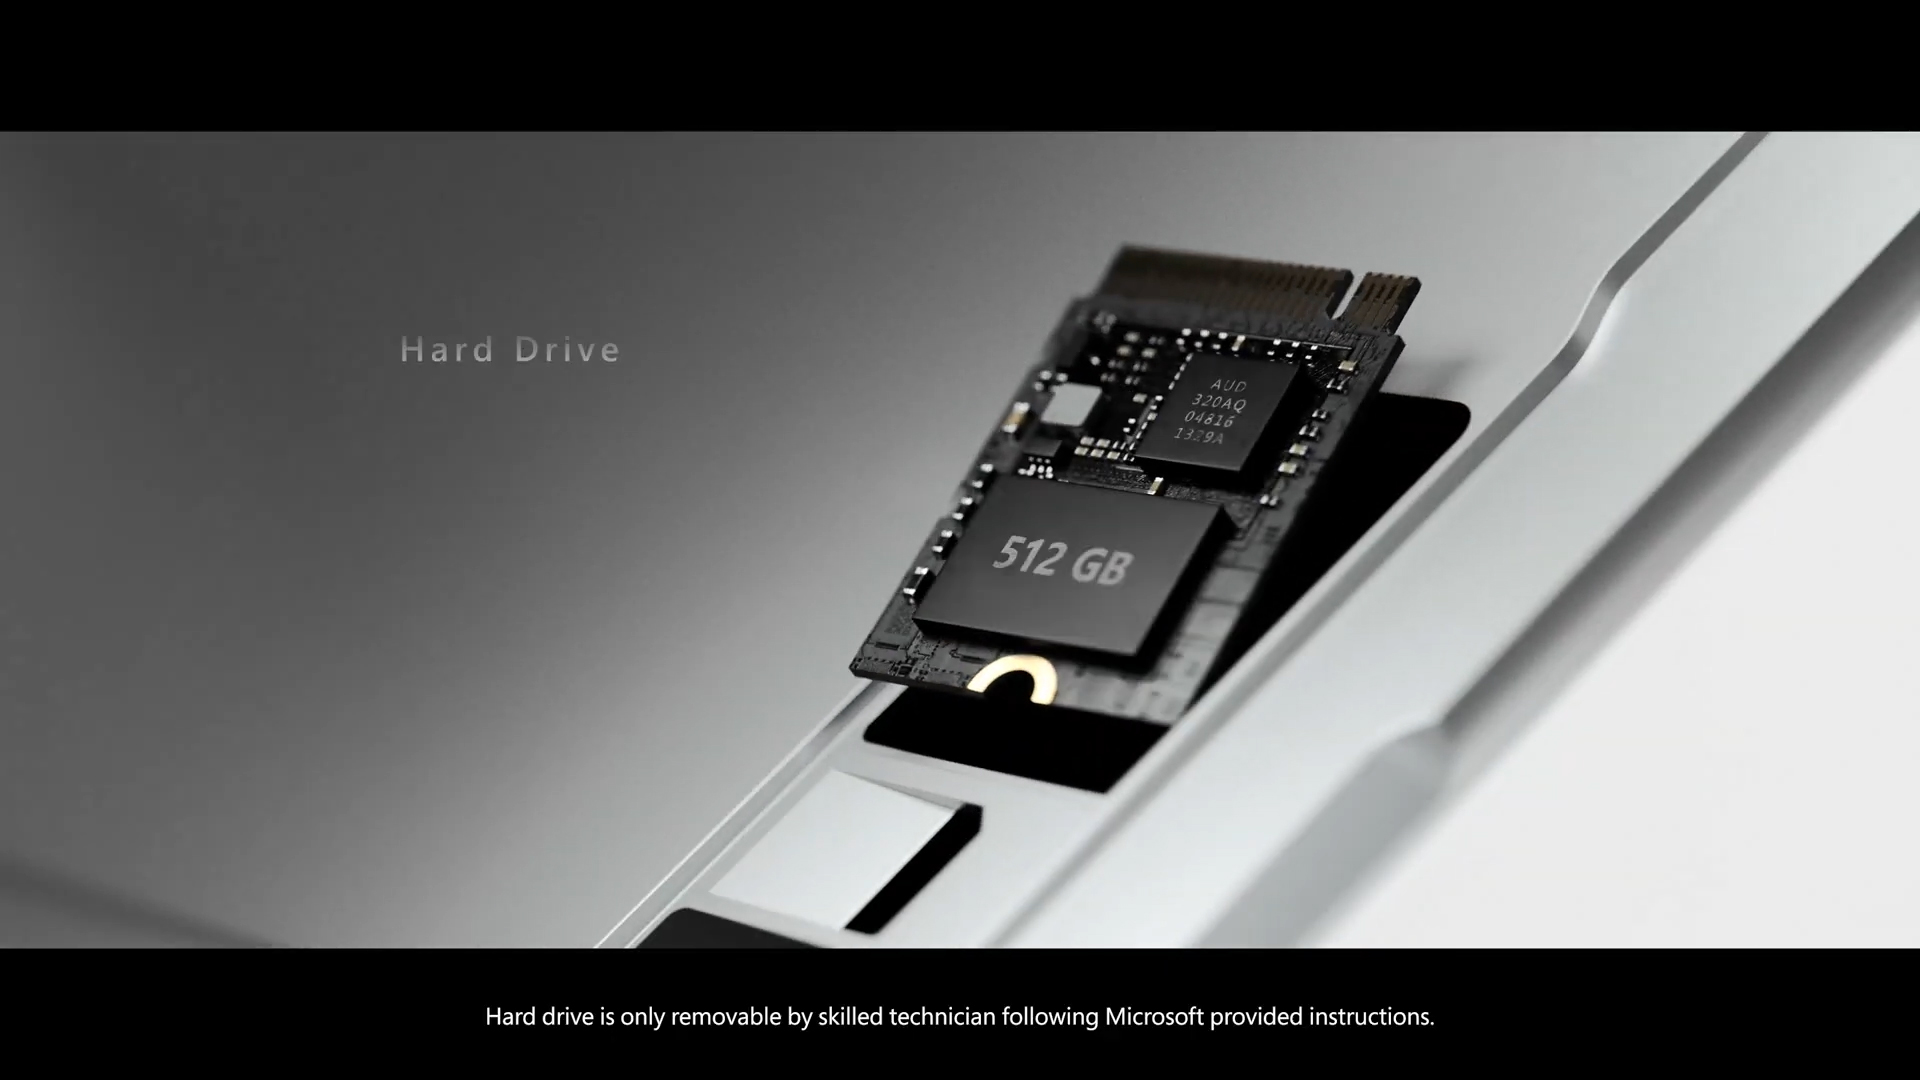 Hard Drive
AUD
320AQ
04816
1329A
512 GB
Hard drive is only removable by skilled technician following Microsoft provided instructions.